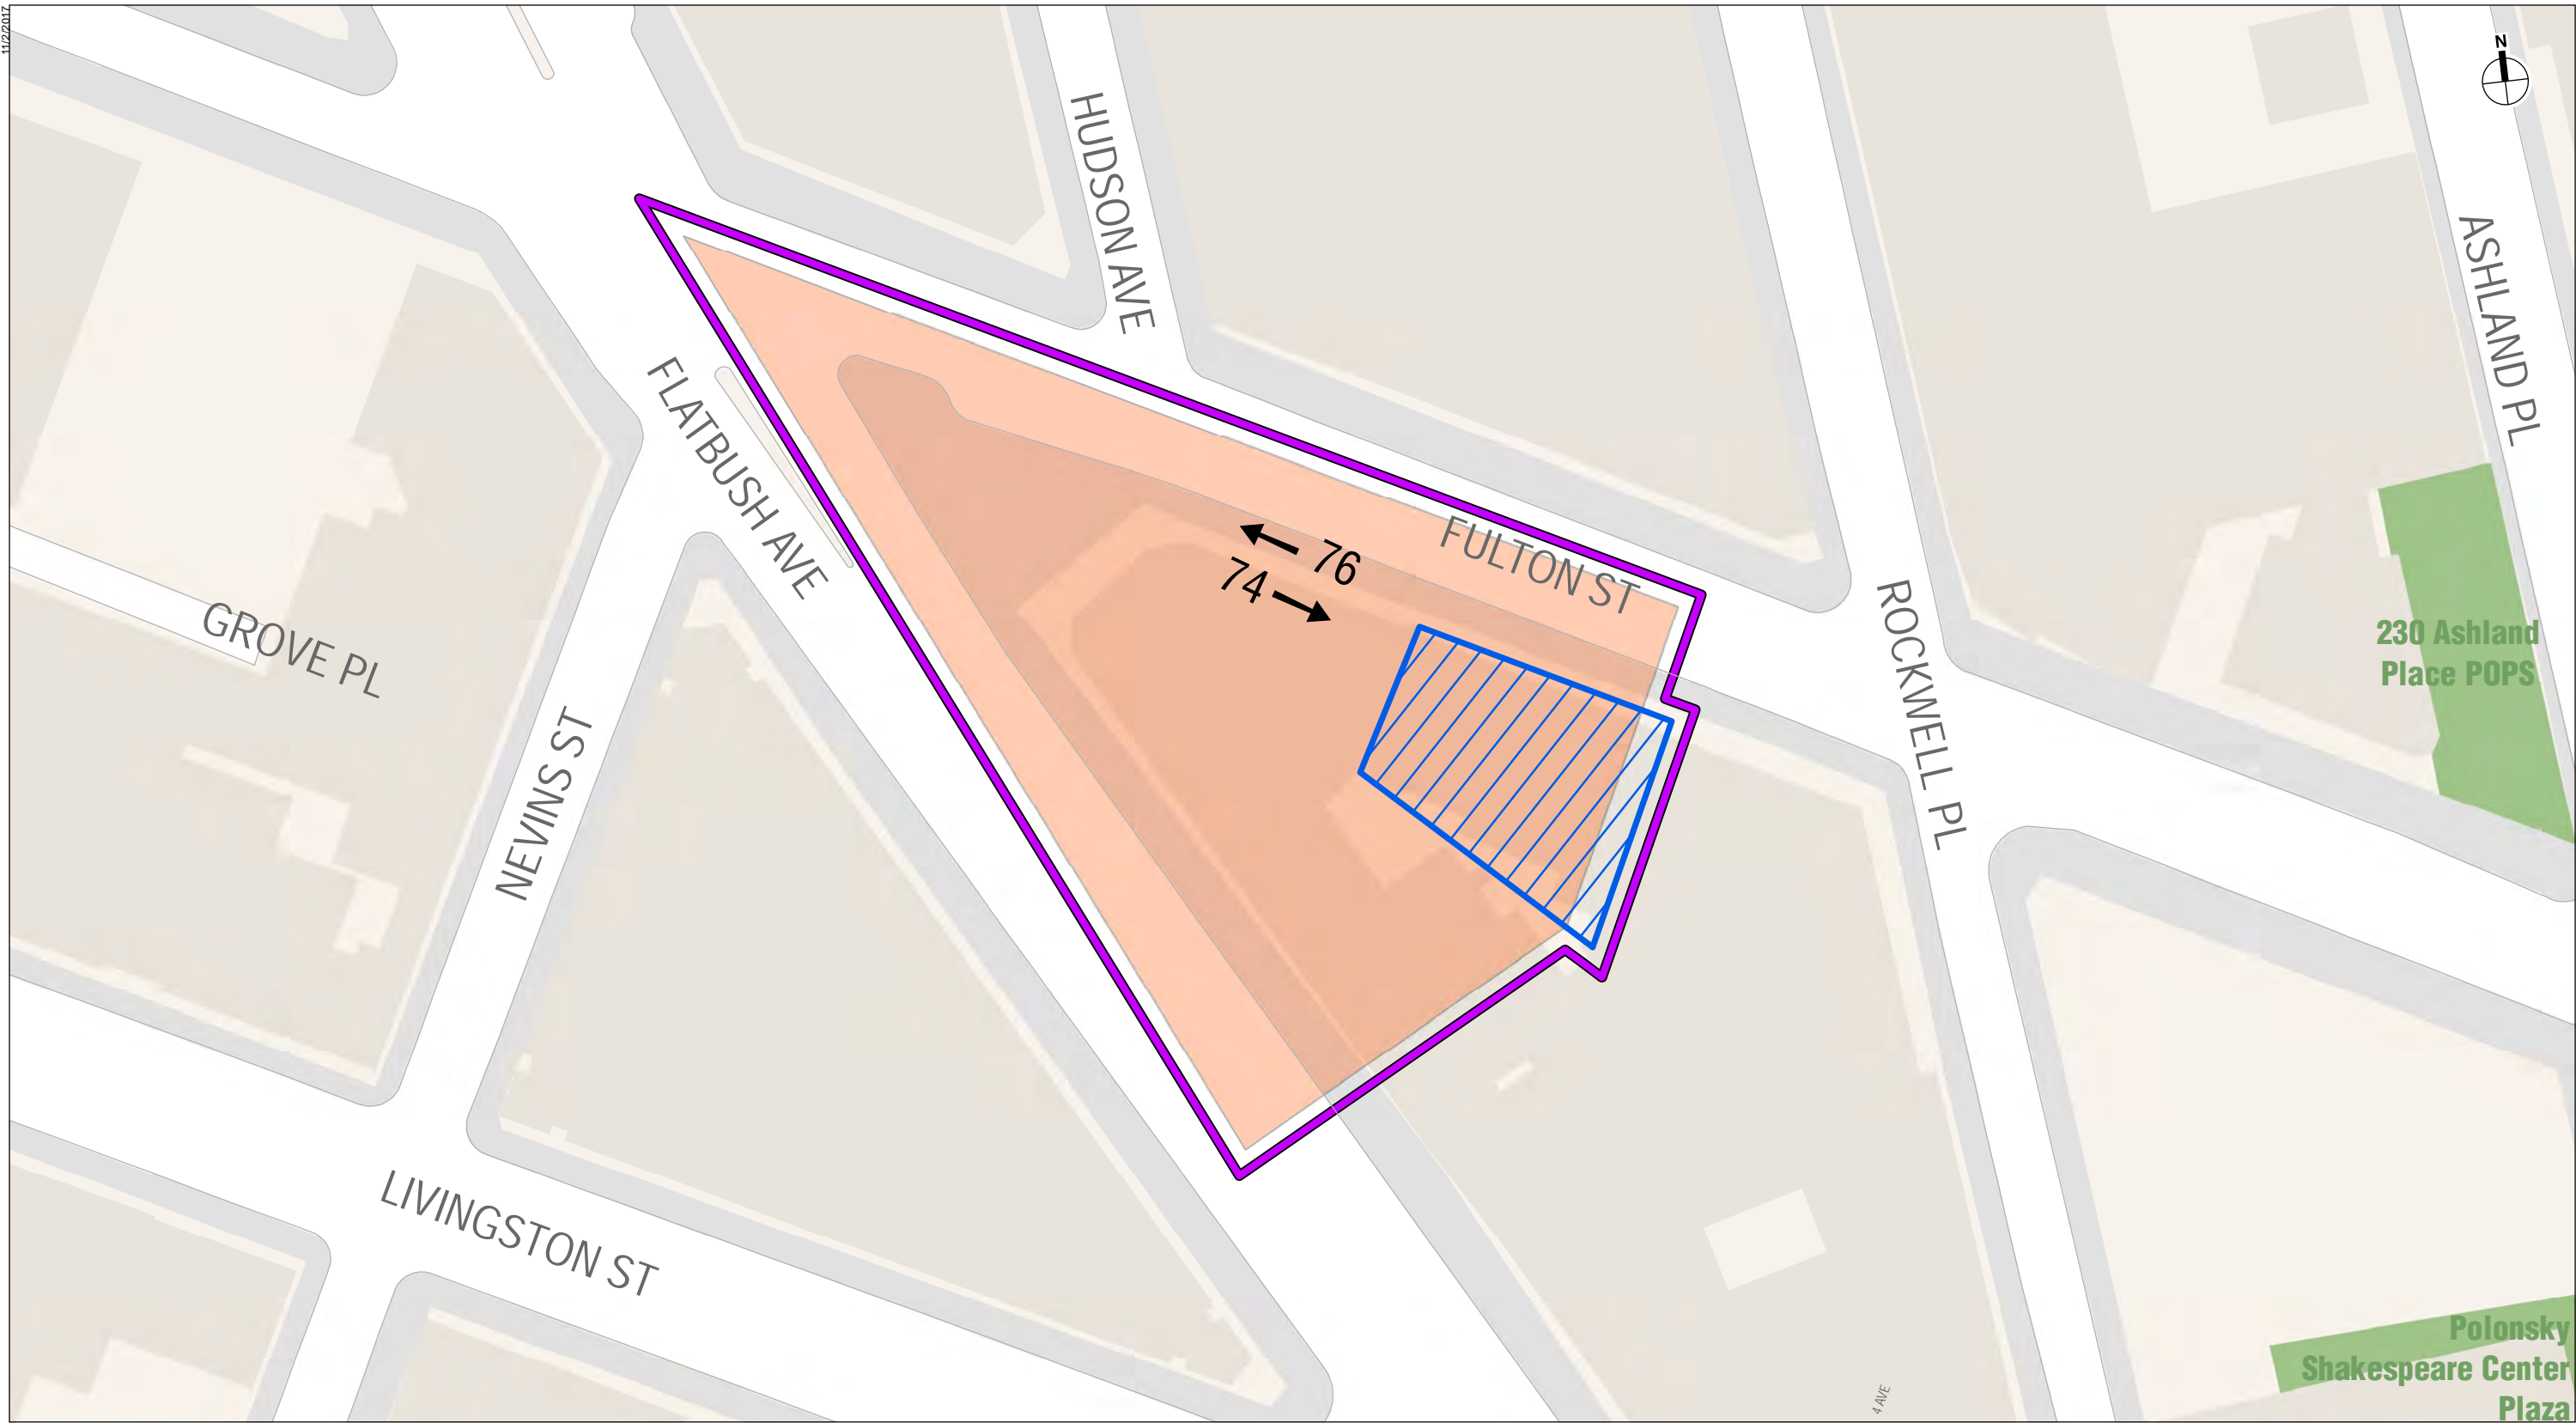 11/2/2017
N
HUDSON AVE
ASHLAND PL
FLATBUSH AVE
76
74
FULTON ST
GROVE PL
ROCKWELL PL
230 Ashland
Place POPS
NEVINS ST
LIVINGSTON ST
Polonsky
Shakespeare Center
Plaza
4 AVE